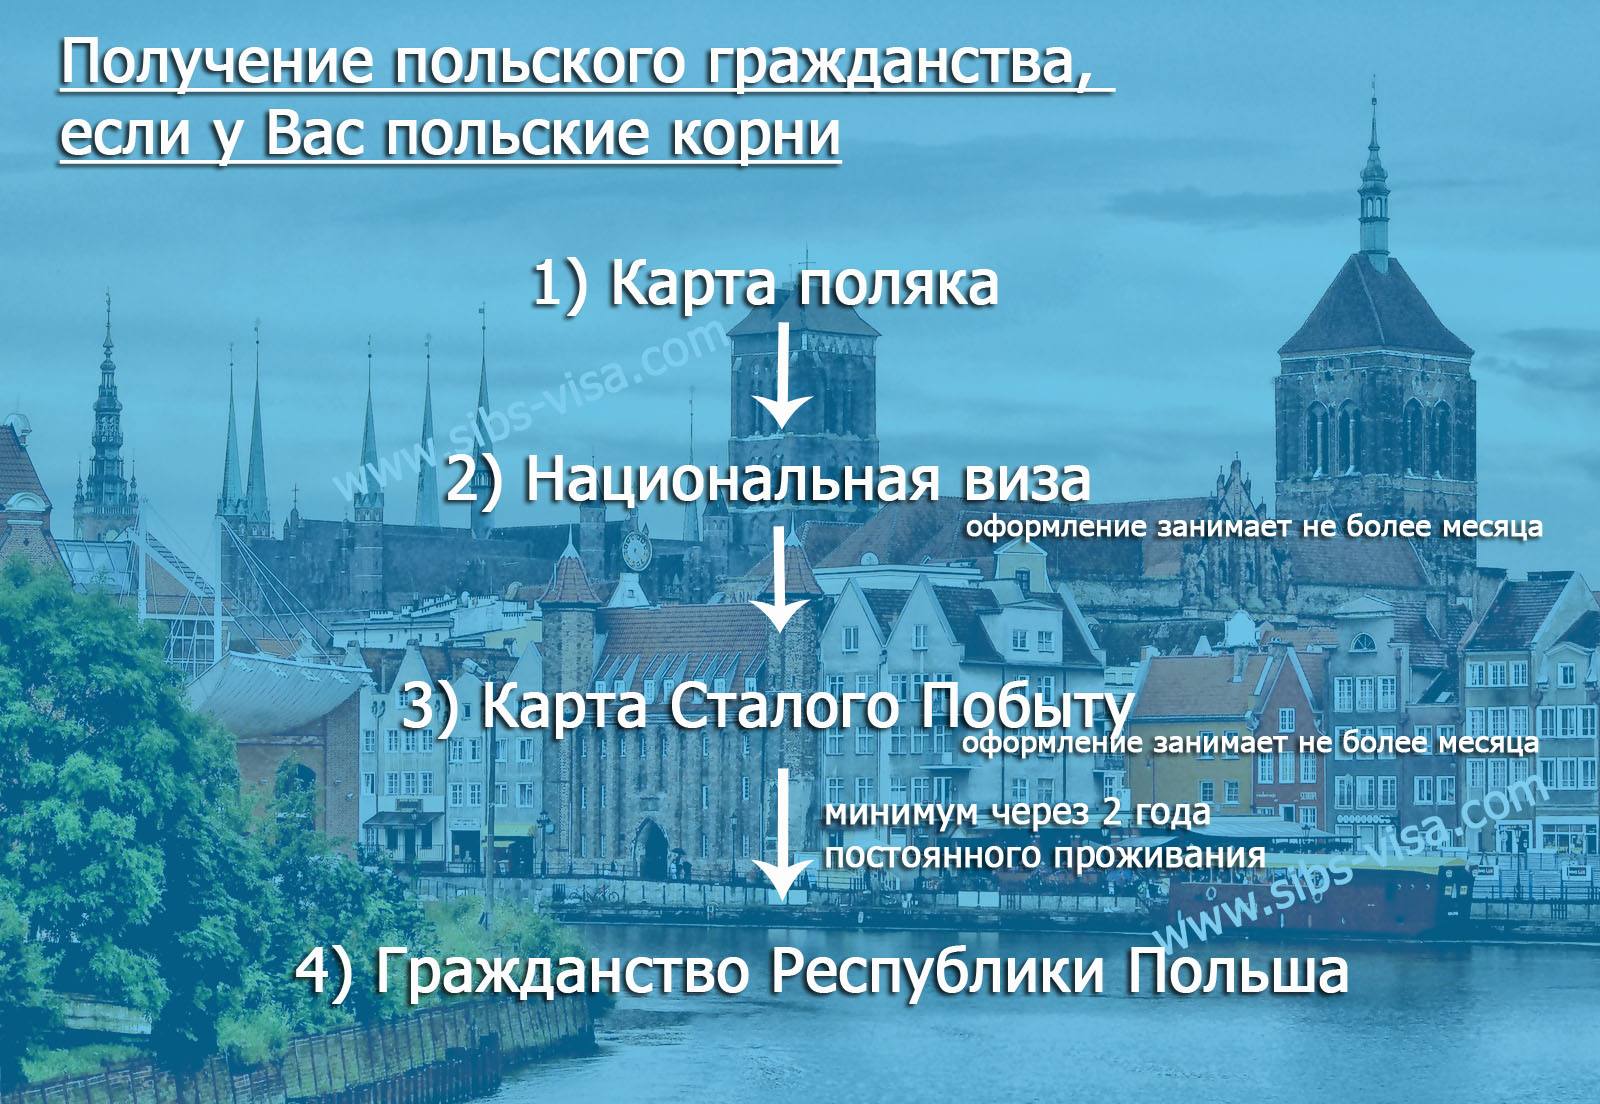 Получение польского гражданства,
если у Вас польские корни
1) Карта поляка
www.sibs-visa.com
2) Национальная виза
оформление занимает не более месяца
3) Карта Сталого Побыту
оформление занимает не более месяца
минимум через 2 года
постоянного проживания
www.sibs-visa.com
4) Гражданство Республики Польша